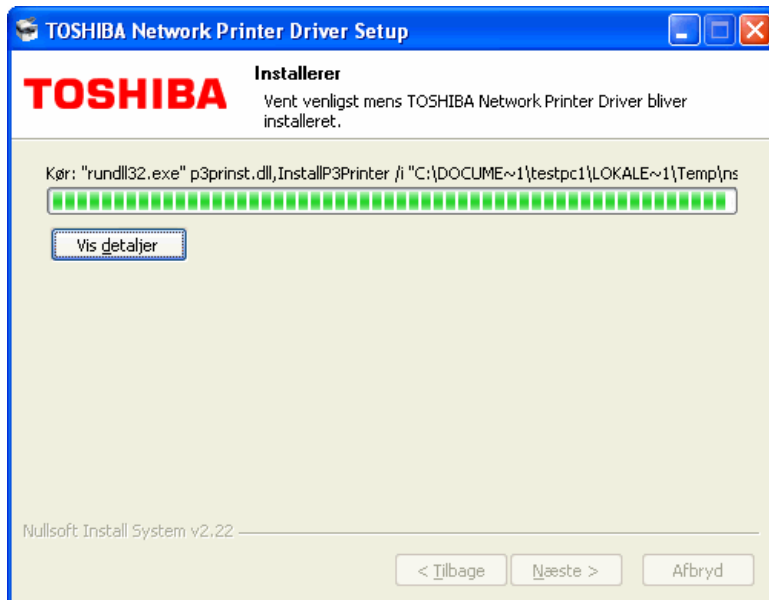 TOSHIBA Network Printer Driver Setup
TOSHIBA
Installerer
Vent venligst mens TOSHIBA Network Printer Driver bliver
installeret.
Kør: "rundll32.exe" p3prinst.dll,InstallP3Printer /i "C:\DOCUME~1\testpc1\LOKALE~1\Temp\ns
Vis detaljer
Nullsoft Install System v2.22
< Tilbage
Næste >
Afbryd